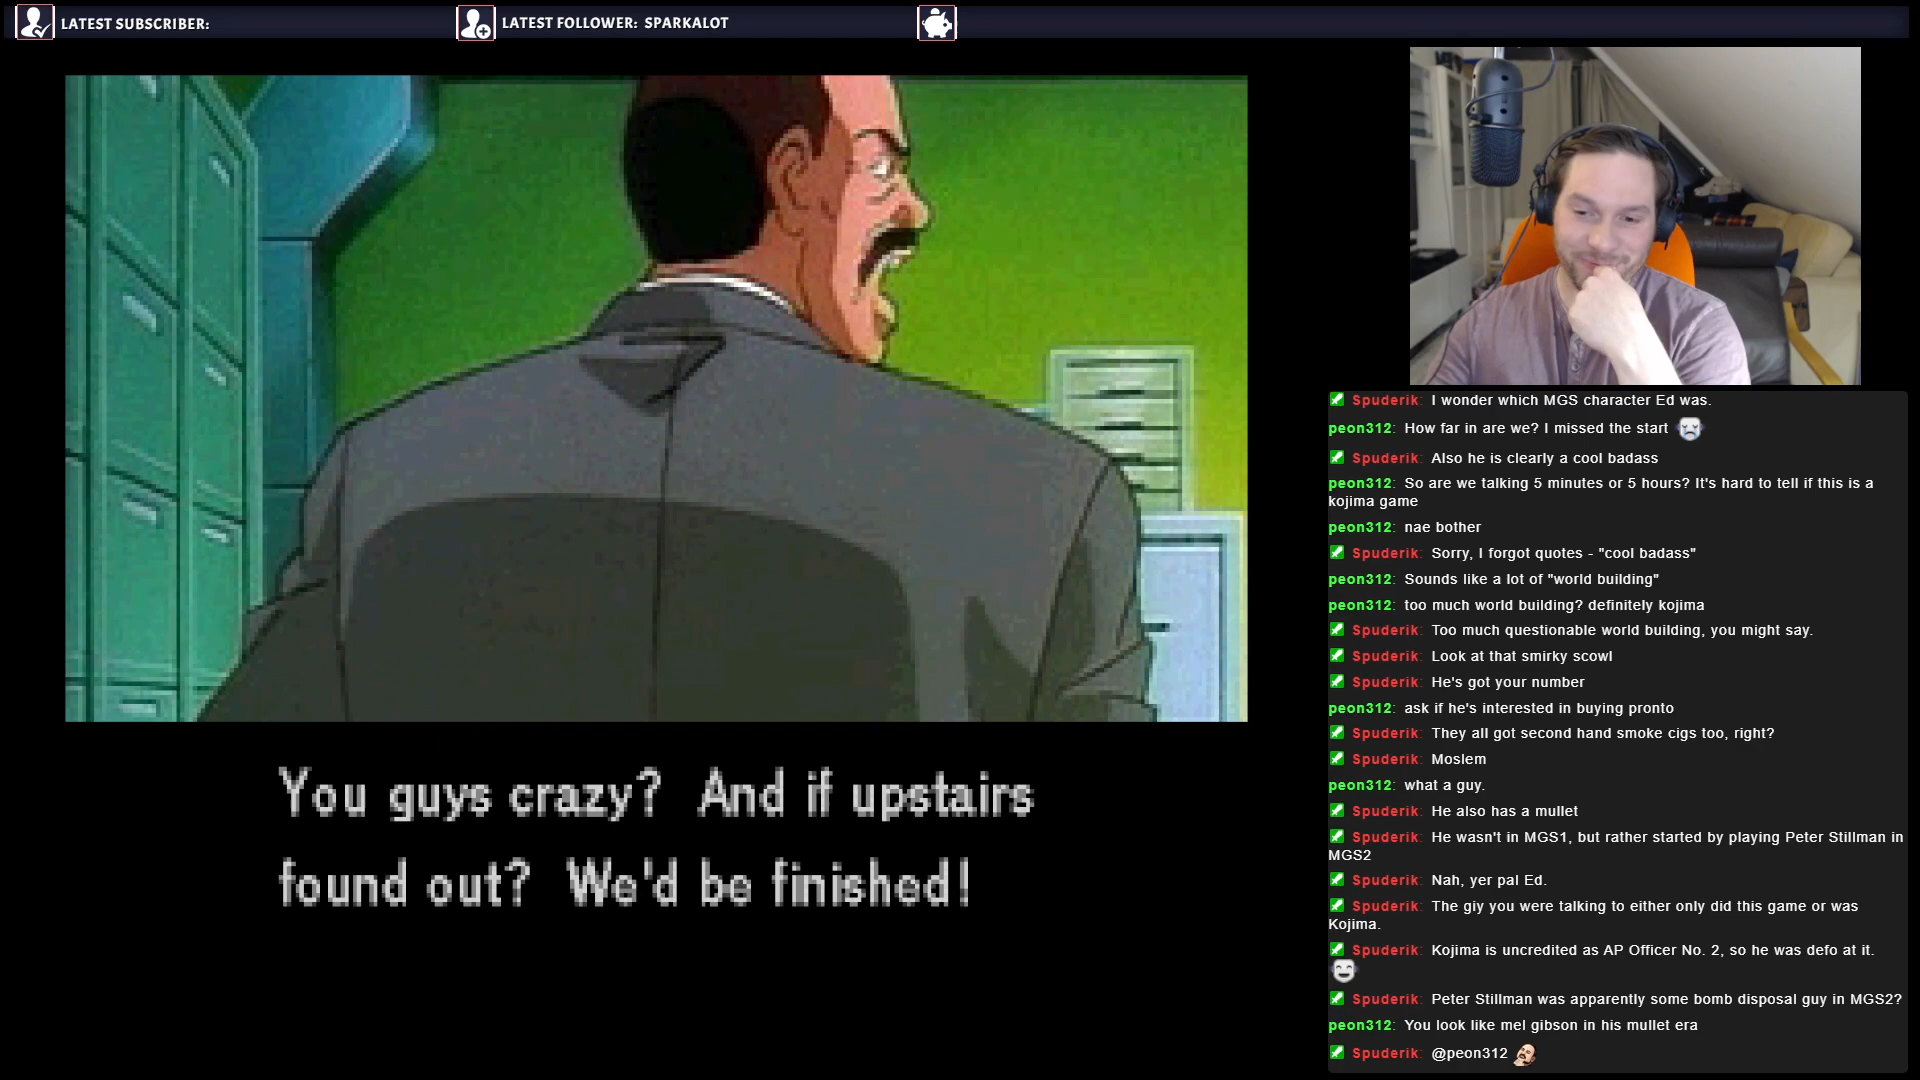 LATEST SUBSCRIBER:
LATEST FOLLOWER: SPARKALOT
You guys crazy? And if upstairs
found out? We'd be finished!
Spuderik: I wonder which MGS character Ed was.
peon312: How far in are we? I missed the start
Spuderik: Also he is clearly a cool badass
peon312: So are we talking 5 minutes or 5 hours? It's hard to tell if this is a
kojima game
peon312: nae bother
Spuderik: Sorry, I forgot quotes - "cool badass"
peon312: Sounds like a lot of "world building"
peon312: too much world building? definitely kojima
Spuderik: Too much questionable world building, you might say.
Spuderik: Look at that smirky scowl
Spuderik: He's got your number
peon312: ask if he's interested in buying pronto
Spuderik: They all got second hand smoke cigs too, right?
Spuderik: Moslem
peon312: what a guy.
Spuderik: He also has a mullet
Spuderik: He wasn't in MGS1, but rather started by playing Peter Stillman in
MGS2
Spuderik: Nah, yer pal Ed.
Spuderik: The giy you were talking to either only did this game or was
Kojima.
Spuderik: Kojima is uncredited as AP Officer No. 2, so he was defo at it.
Spuderik: Peter Stillman was apparently some bomb disposal guy in MGS2?
peon312: You look like mel gibson in his mullet era
Spuderik: @peon312